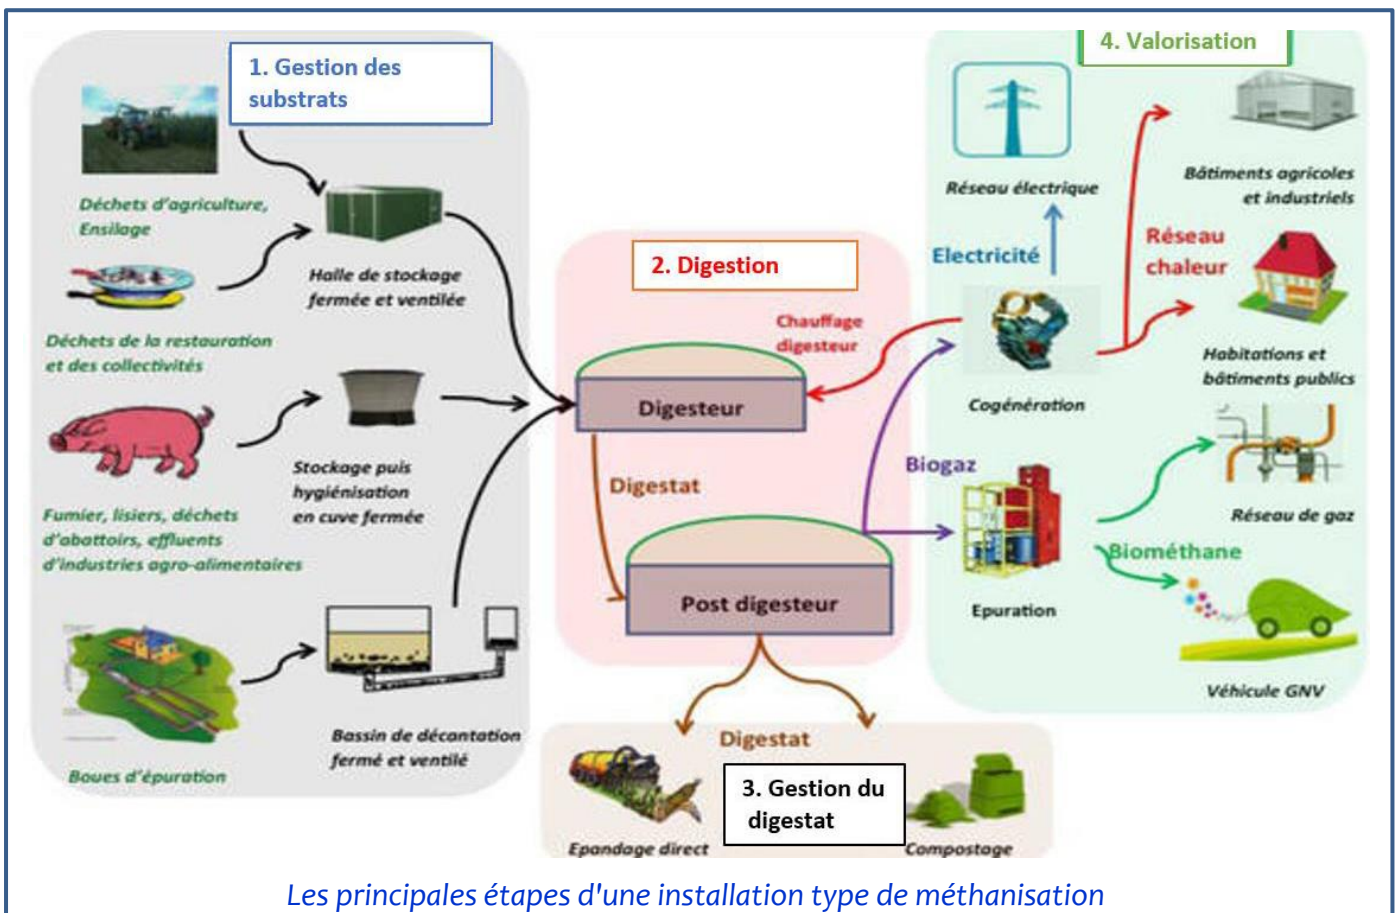 1. Gestion des
substrats
Déchets d'agriculture,
Ensilage
Halle de stockage
fermée et ventilée
Déchets de la restauration
et des collectivités
Stockage puis
hygiénisation
en cuve fermée
Fumier, lisiers, déchets
d'abattoirs, effluents
d'industries agro-alimentaires
Bassin de décantation
fermé et ventilé
Boues d'épuration
2. Digestion
Chauffage
digesteur
Digesteur
Digestat
Post digesteur
Biogaz
Digestat
3. Gestion du
digestat
Epandage direct
Compostage
4. Valorisation
Réseau électrique
Bâtiments agricoles
et industriels
Electricité
Réseau
chaleur
Cogénération
Habitations et
bâtiments publics
Réseau de gaz
Biométhane
Epuration
Véhicule GNV
Les principales étapes d'une installation type de méthanisation